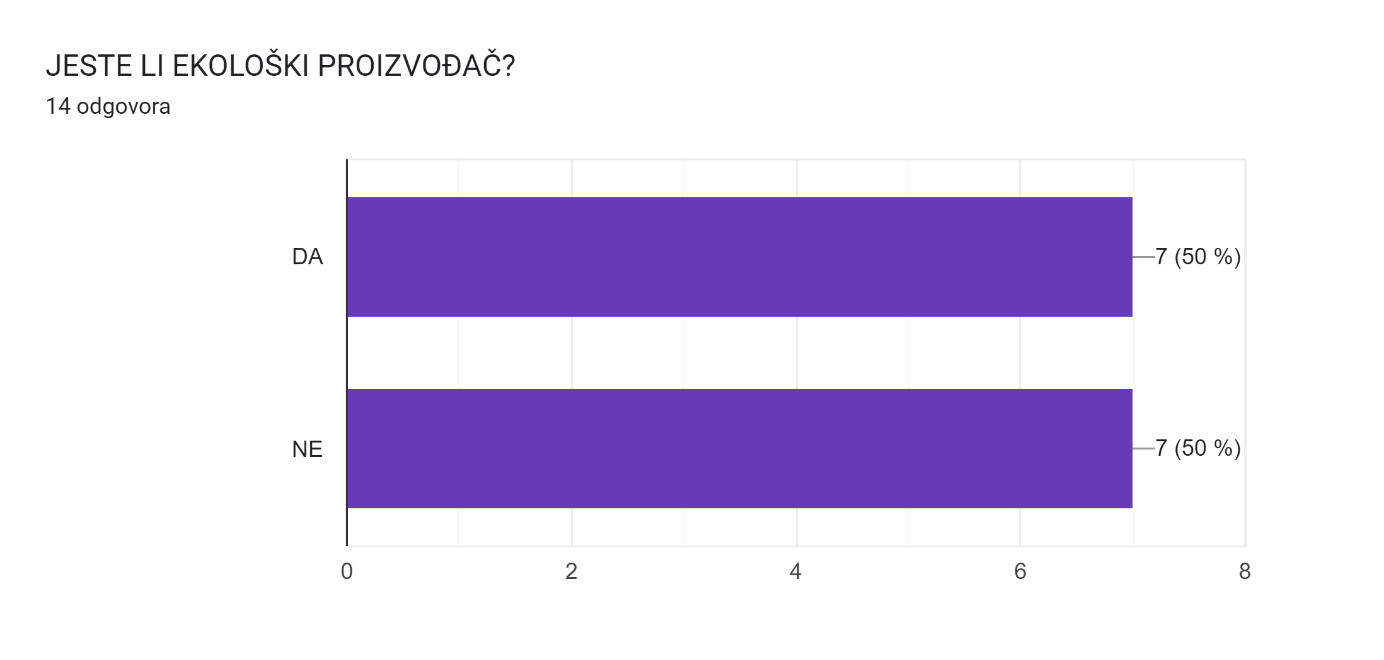 JESTE LI EKOLOŠKI PROIZVOĐAČ?
14 odgovora
DA
7 (50 %)
NE
7 (50 %)
0 2 4 6 8